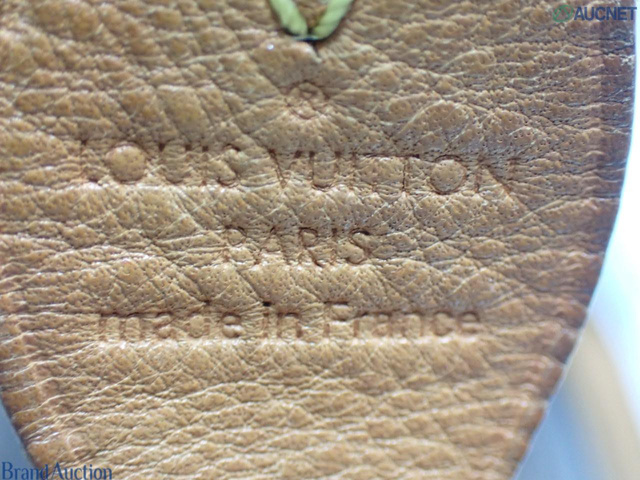 AUCNET
®
LOUIS VUITTON
PARIS
made in France
Brand Auction